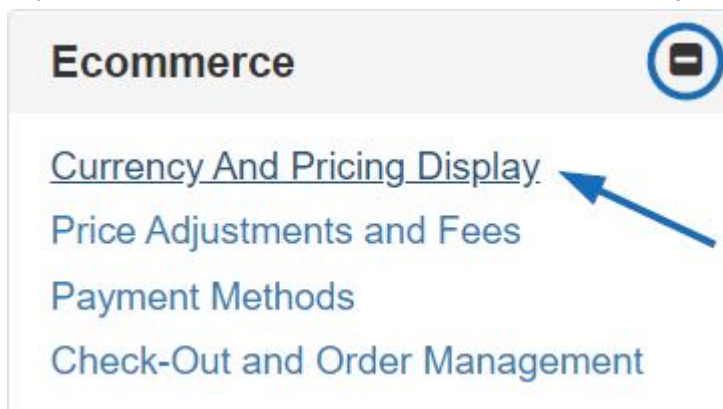 Ecommerce
Currency And Pricing Display
Price Adjustments and Fees
Payment Methods
Check-Out and Order Management